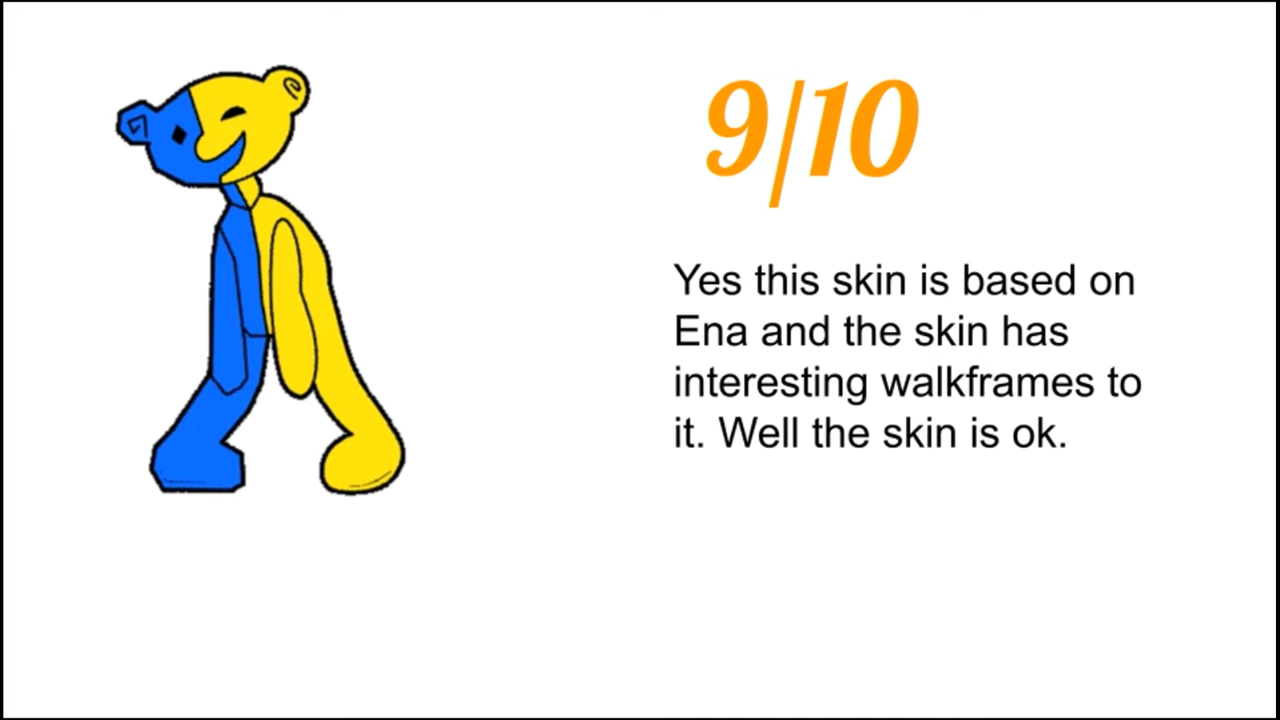 9/10
Yes this skin is based on
Ena and the skin has
interesting walkframes to
it. Well the skin is ok.